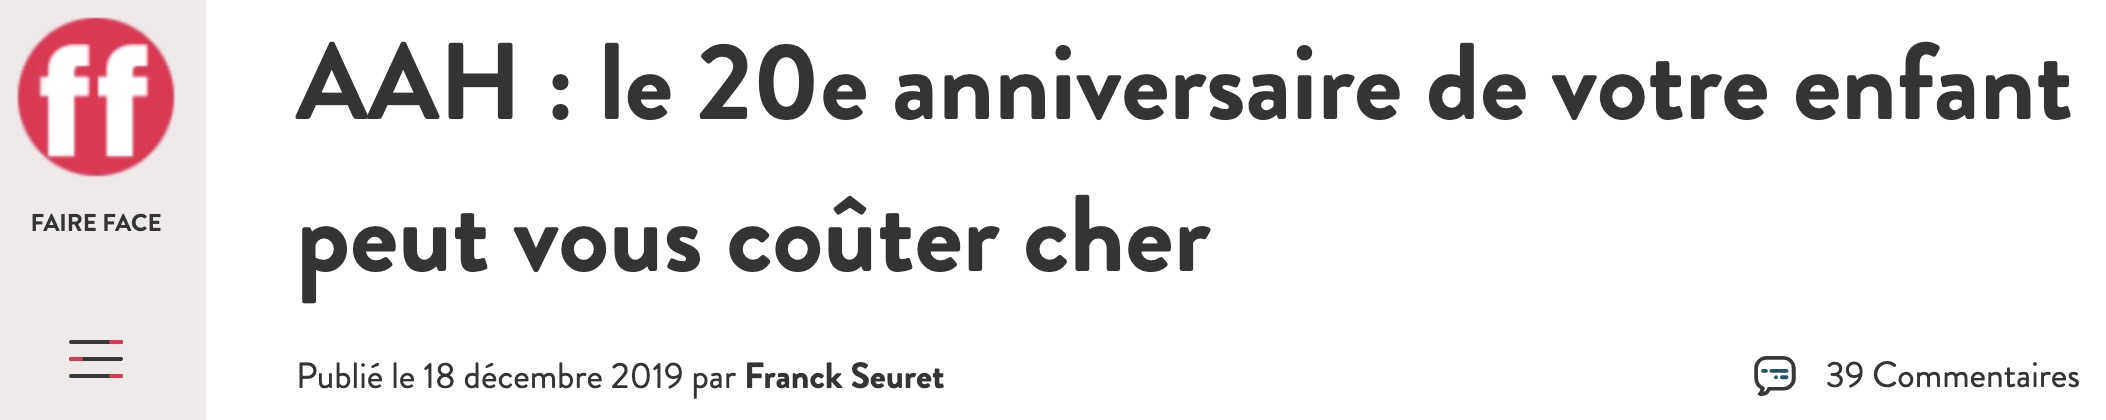 ff
FAIRE FACE
AAH : le 20e anniversaire de votre enfant
peut vous coûter cher
Publié le 18 décembre 2019 par Franck Seuret
39 Commentaires